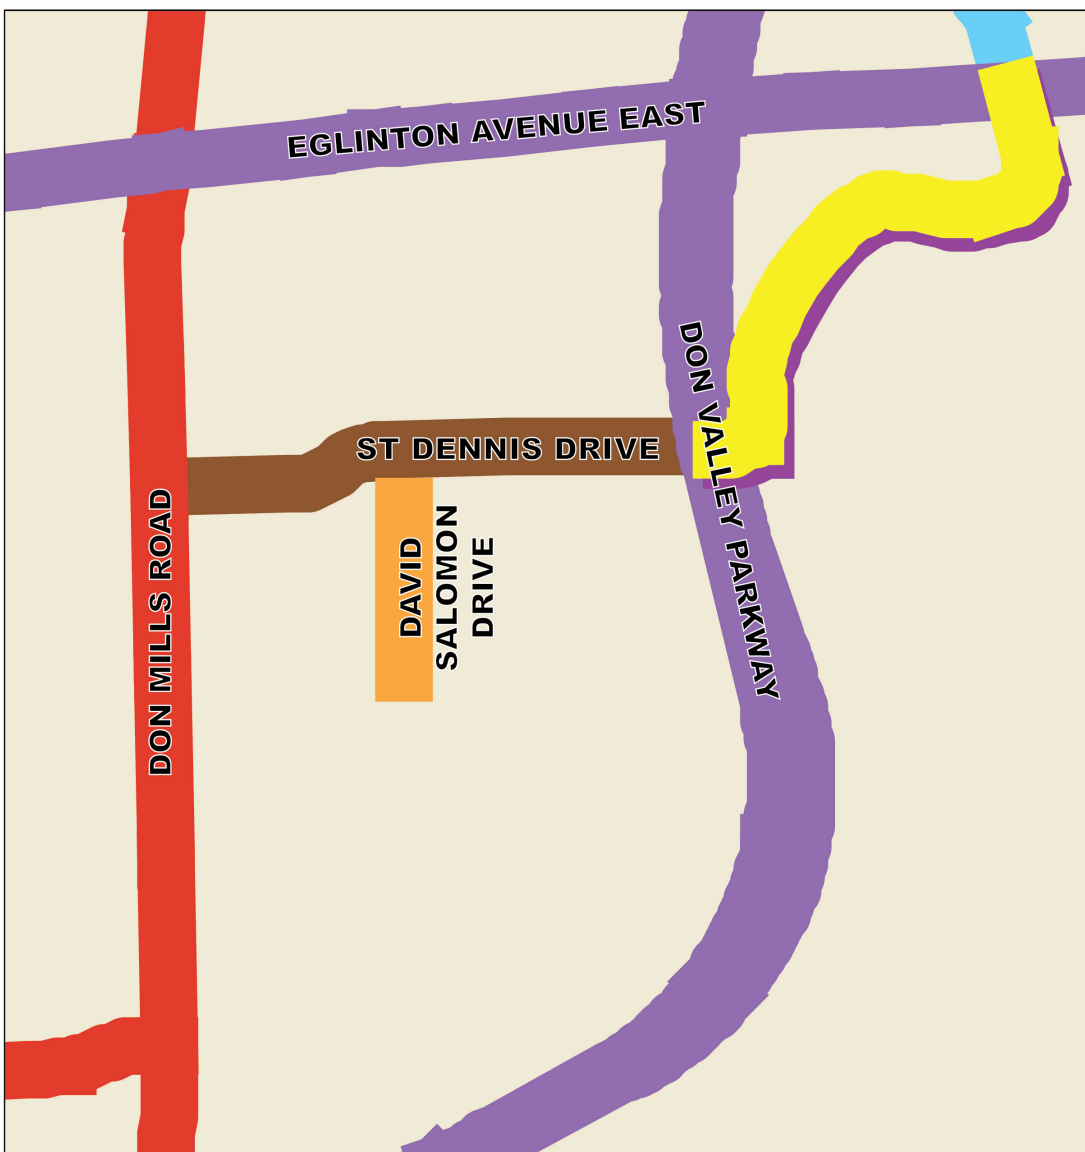 EGLINTON AVENUE EAST
DON VALLEY PARKWAY
ST DENNIS DRIVE
DON MILLS ROAD
DAVID
SALOMON
DRIVE